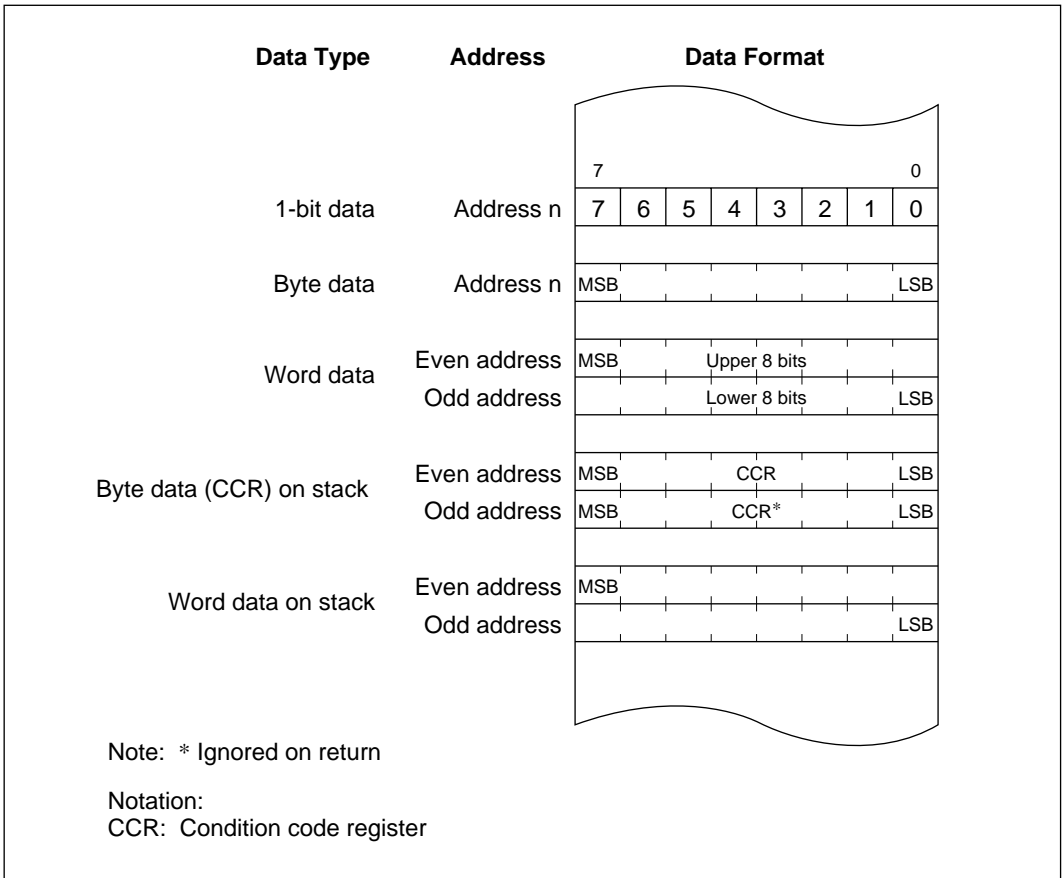 Data Type Address Data Format
7 0
1-bit data Address n 7 6 5 4 3 2 1 0
Byte data Address n MSB LSB
Word data
Even address MSB Upper 8 bits
Odd address Lower 8 bits LSB
Byte data (CCR) on stack
Even address MSB CCR LSB
Odd address MSB CCR* LSB
Word data on stack
Even address MSB
Odd address LSB
Note: * Ignored on return
Notation:
CCR: Condition code register